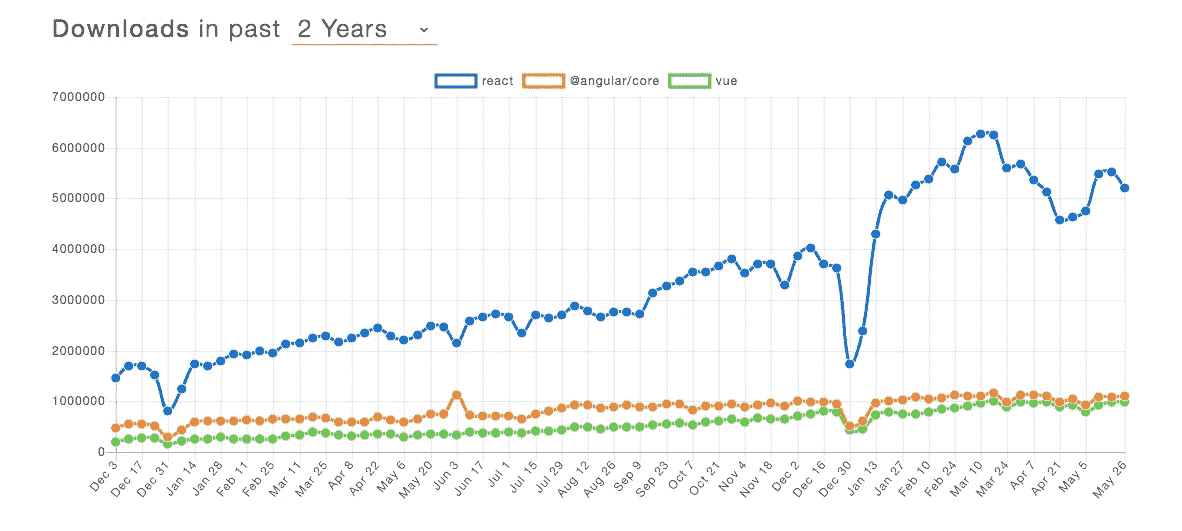 Downloads in past 2 Years
react @angular/core vue
7000000
6000000
5000000
4000000
3000000
2000000
1000000
0
Dec 3 Dec 17 Dec 31 Jan 14 Jan 28 Feb 11 Feb 25 Mar 11 Mar 25 Apr 8 Apr 22 May 6 May 20 Jun 3 Jun 17 Jul 1 Jul 15 Jul 29 Aug 12 Aug 26 Sep 9 Sep 23 Oct 7 Oct 21 Nov 4 Nov 18 Dec 2 Dec 16 Dec 30 Jan 13 Jan 27 Feb 10 Feb 24 Mar 10 Mar 24 Apr 7 Apr 21 May 5 May 26